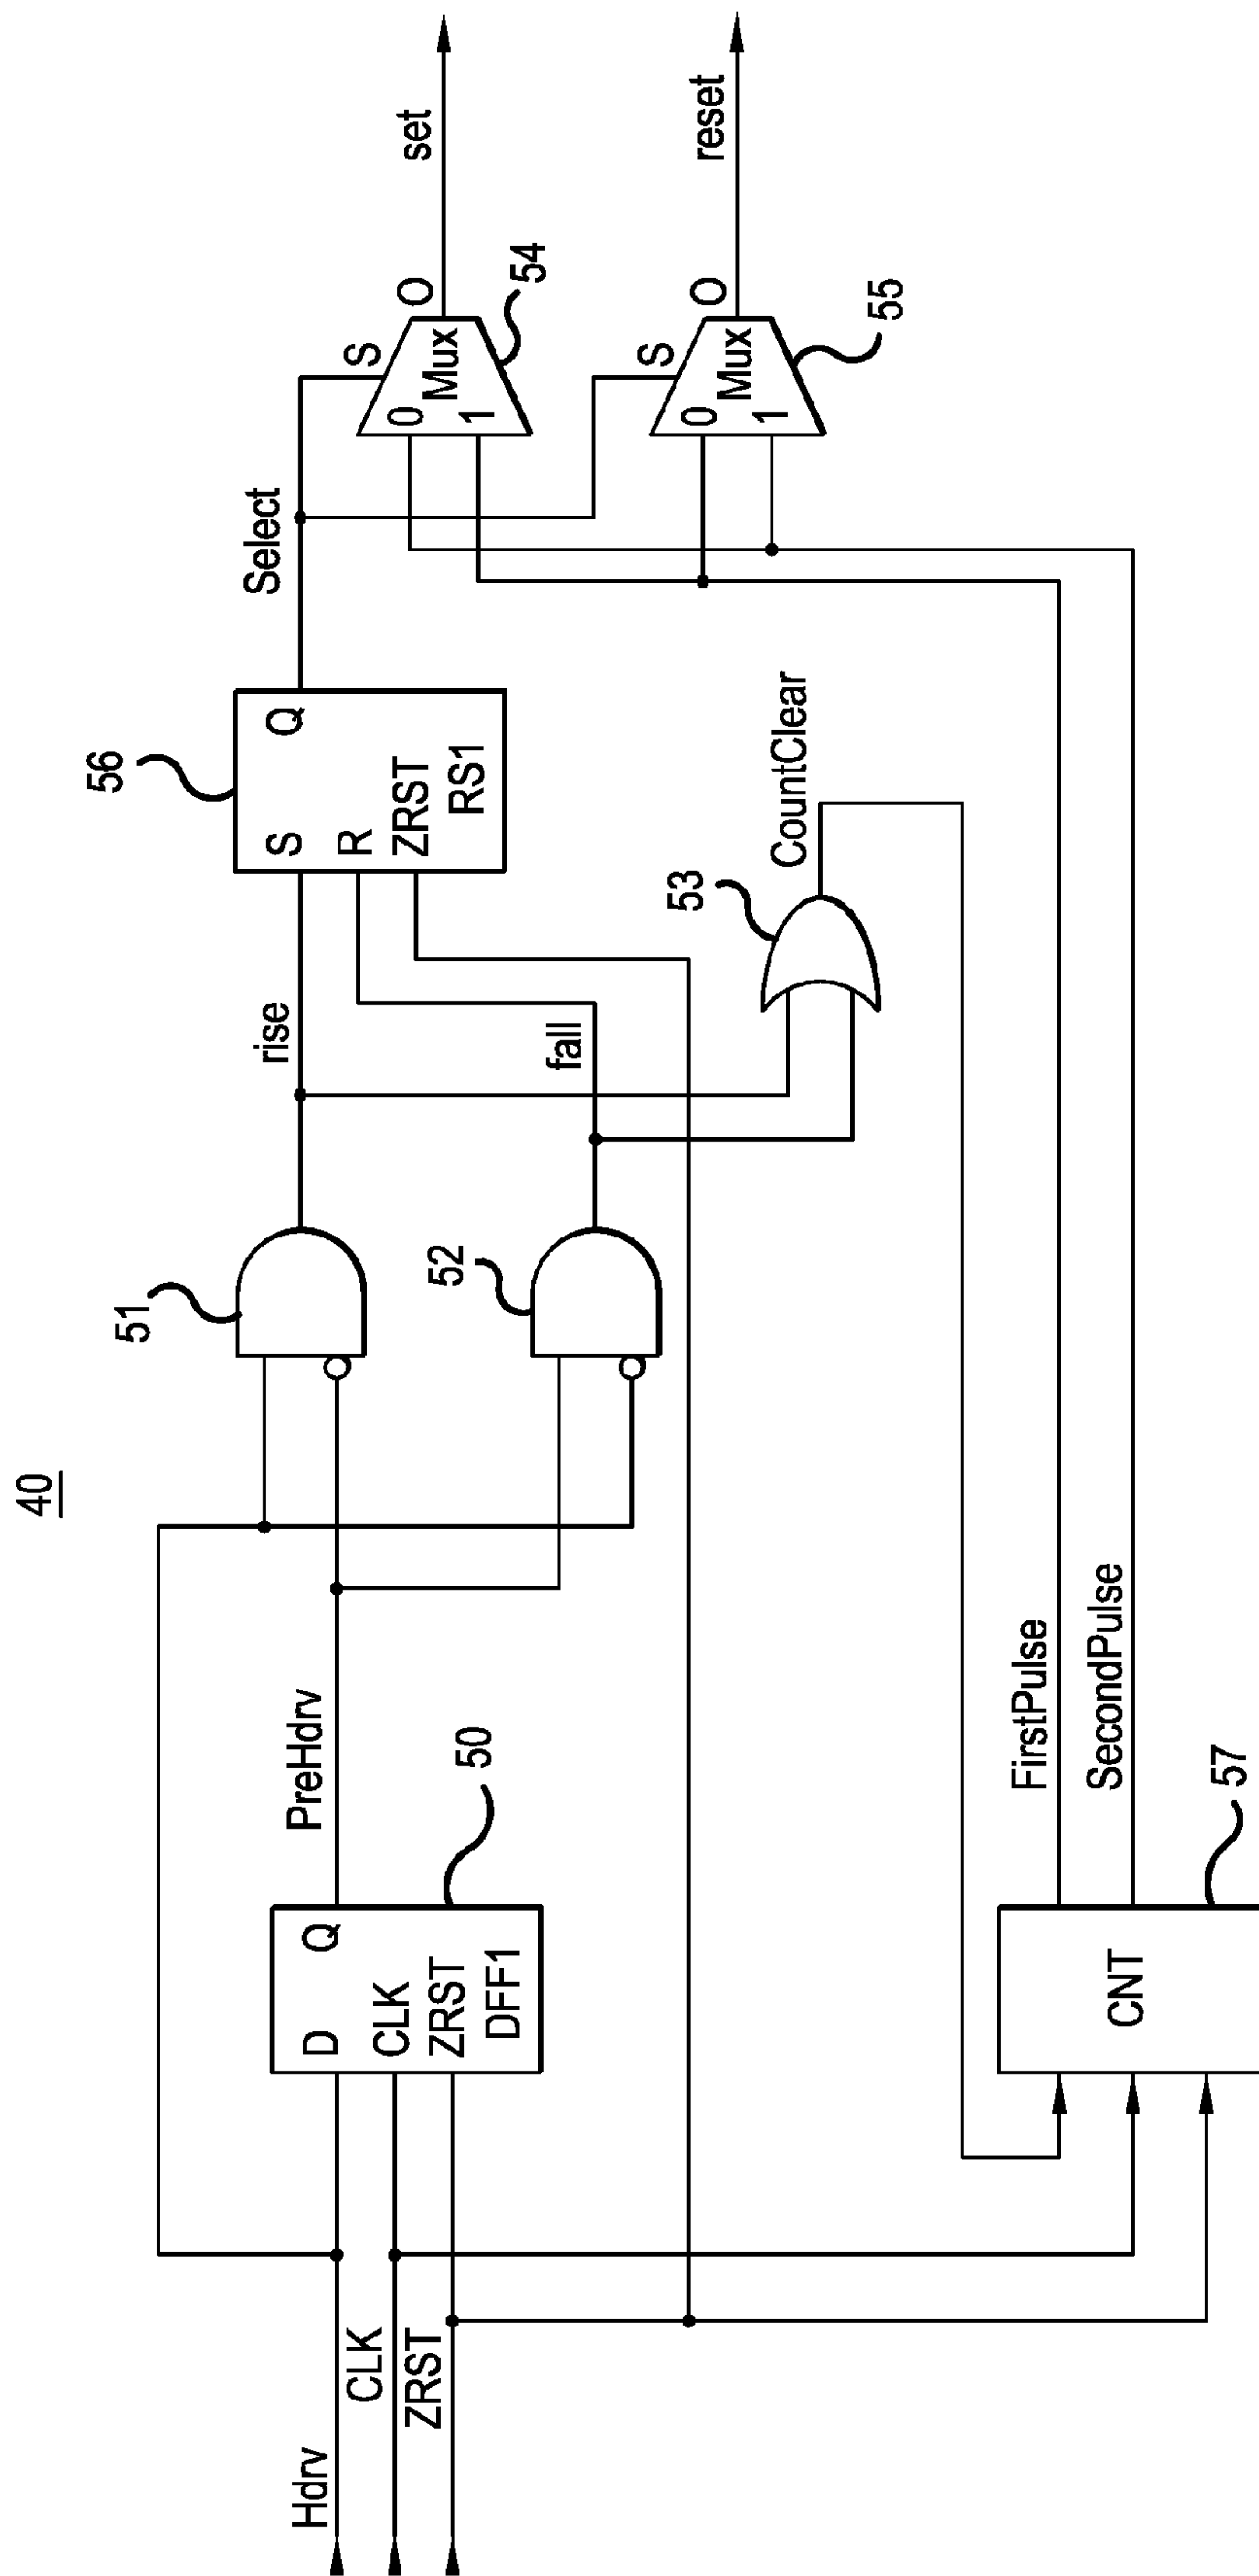 40
Hdrv
CLK
ZRST
D
Q
CLK
ZRST
DFF1
50
PreHdrv
51
52
rise
fall
56
S
Q
R
ZRST
RS1
53
CountClear
Select
S
0
1
Mux
O
54
set
S
0
1
Mux
O
55
reset
CNT
57
FirstPulse
SecondPulse